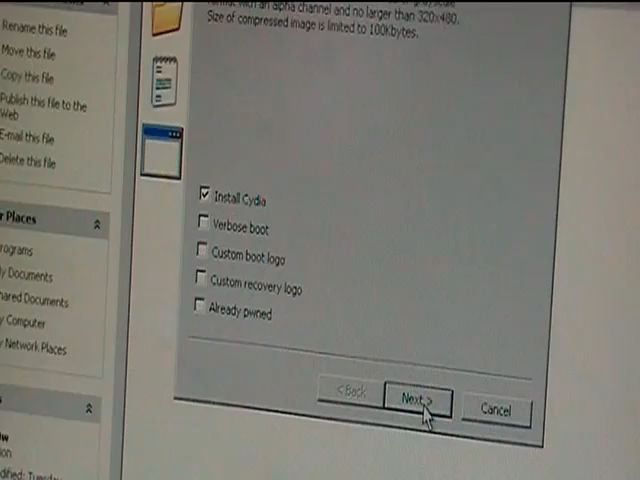 Rename this file
Move this file
Copy this file
Publish this file to the
Web
E-mail this file
Delete this file
r Places
rograms
y Documents
hared Documents
y Computer
y Network Places
format with an alpha channel and no larger than 320x480.
Size of compressed image is limited to 100Kbytes.
Install Cydia
Verbose boot
Custom boot logo
Custom recovery logo
Already pwned
< Back
Next >
Cancel